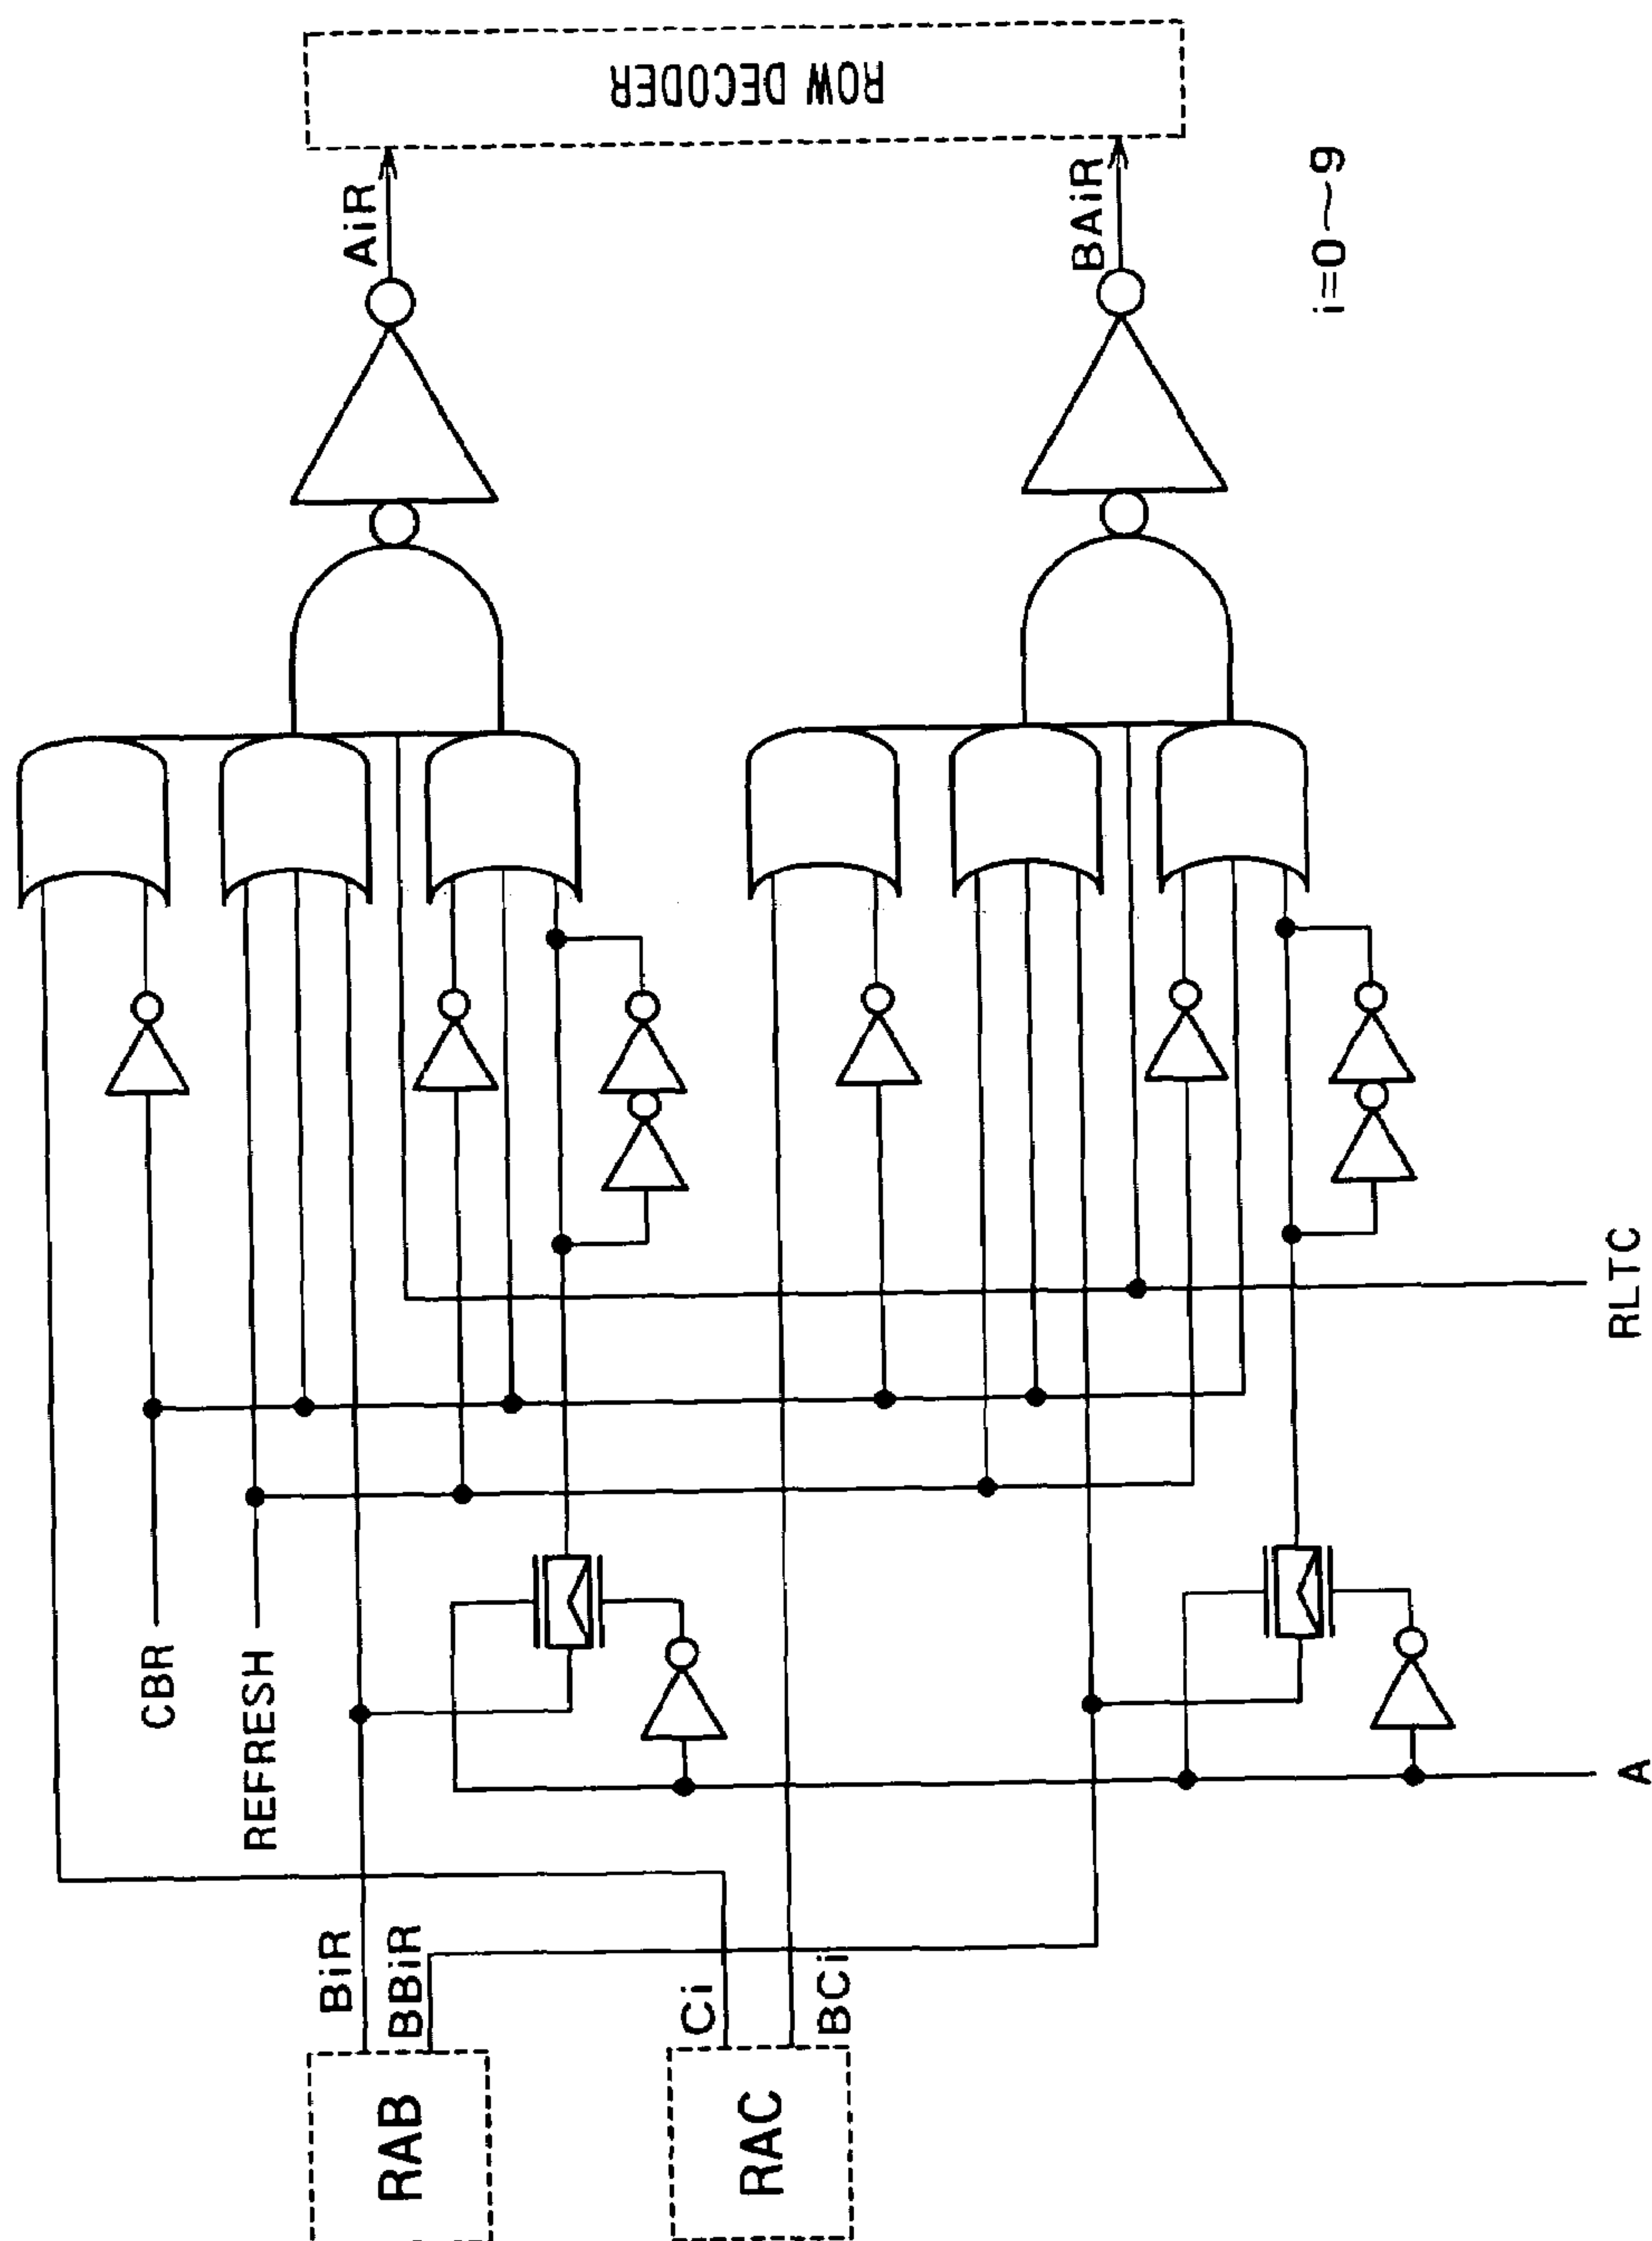 RAB
BiR
BBiR
RAC
Ci
BCi
CBR
REFRESH
A
RLTC
AiR
BAiR
ROW DECODER
i=0~9